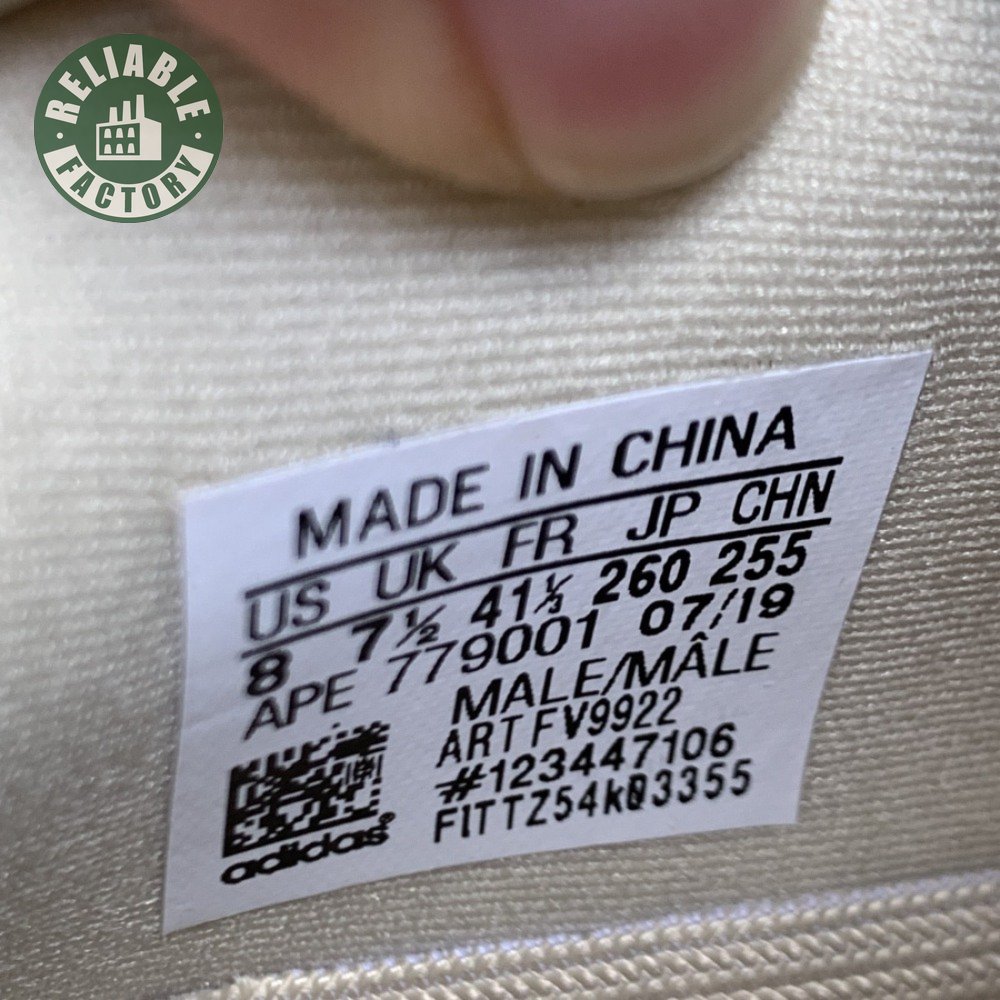 RELIABLE
FACTORY
MADE IN CHINA
US UK FR JP CHN
8 7½ 41⅓ 260 255
APE 779001 07/19
MALE/MÂLE
ART FV9922
#123447106
FITTZ54k03355
adidas®